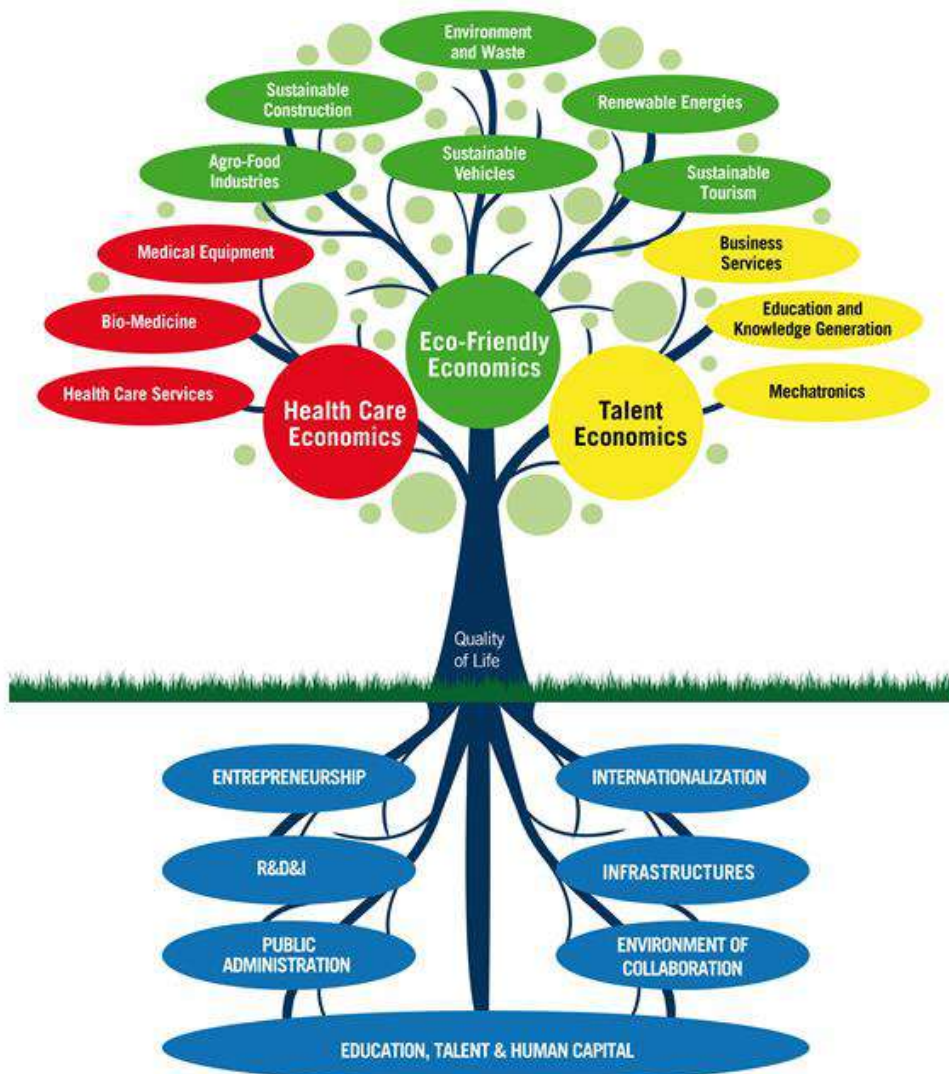 Environment
and Waste
Sustainable
Construction
Renewable Energies
Agro-Food
Industries
Sustainable
Vehicles
Sustainable
Tourism
Medical Equipment
Business
Services
Bio-Medicine
Education and
Knowledge Generation
Eco-Friendly
Economics
Health Care Services
Mechatronics
Health Care
Economics
Talent
Economics
Quality
of Life
ENTREPRENEURSHIP
INTERNATIONALIZATION
R&D&I
INFRASTRUCTURES
PUBLIC
ADMINISTRATION
ENVIRONMENT OF
COLLABORATION
EDUCATION, TALENT & HUMAN CAPITAL